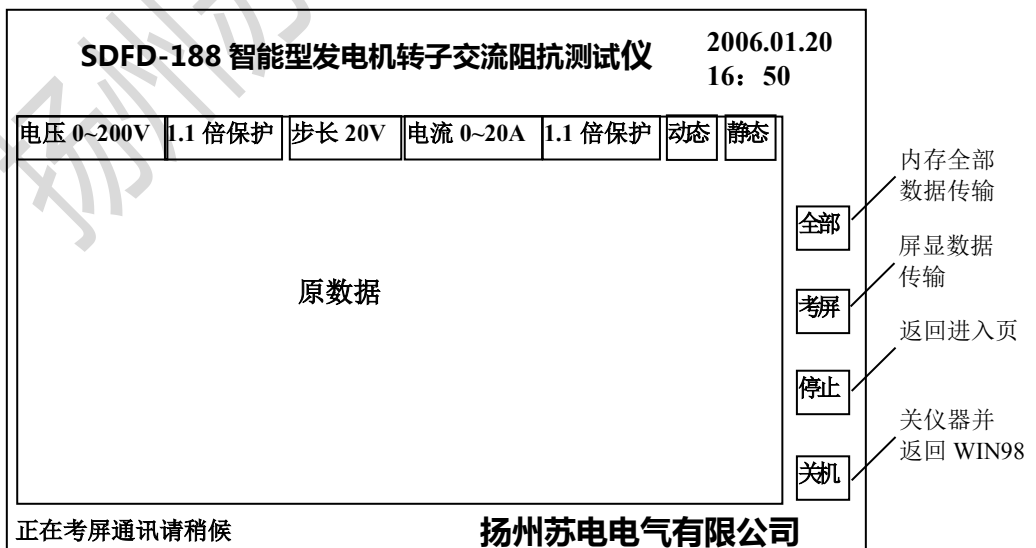 SDFD-188 智能型发电机转子交流阻抗测试仪
2006.01.20
16：50
电压 0~200V 1.1 倍保护 步长 20V 电流 0~20A 1.1 倍保护 动态 静态
内存全部
数据传输
全部
屏显数据
传输
原数据
考屏
返回进入页
停止
关仪器并
返回 WIN98
关机
正在考屏通讯请稍候
扬州苏电电气有限公司
扬州苏